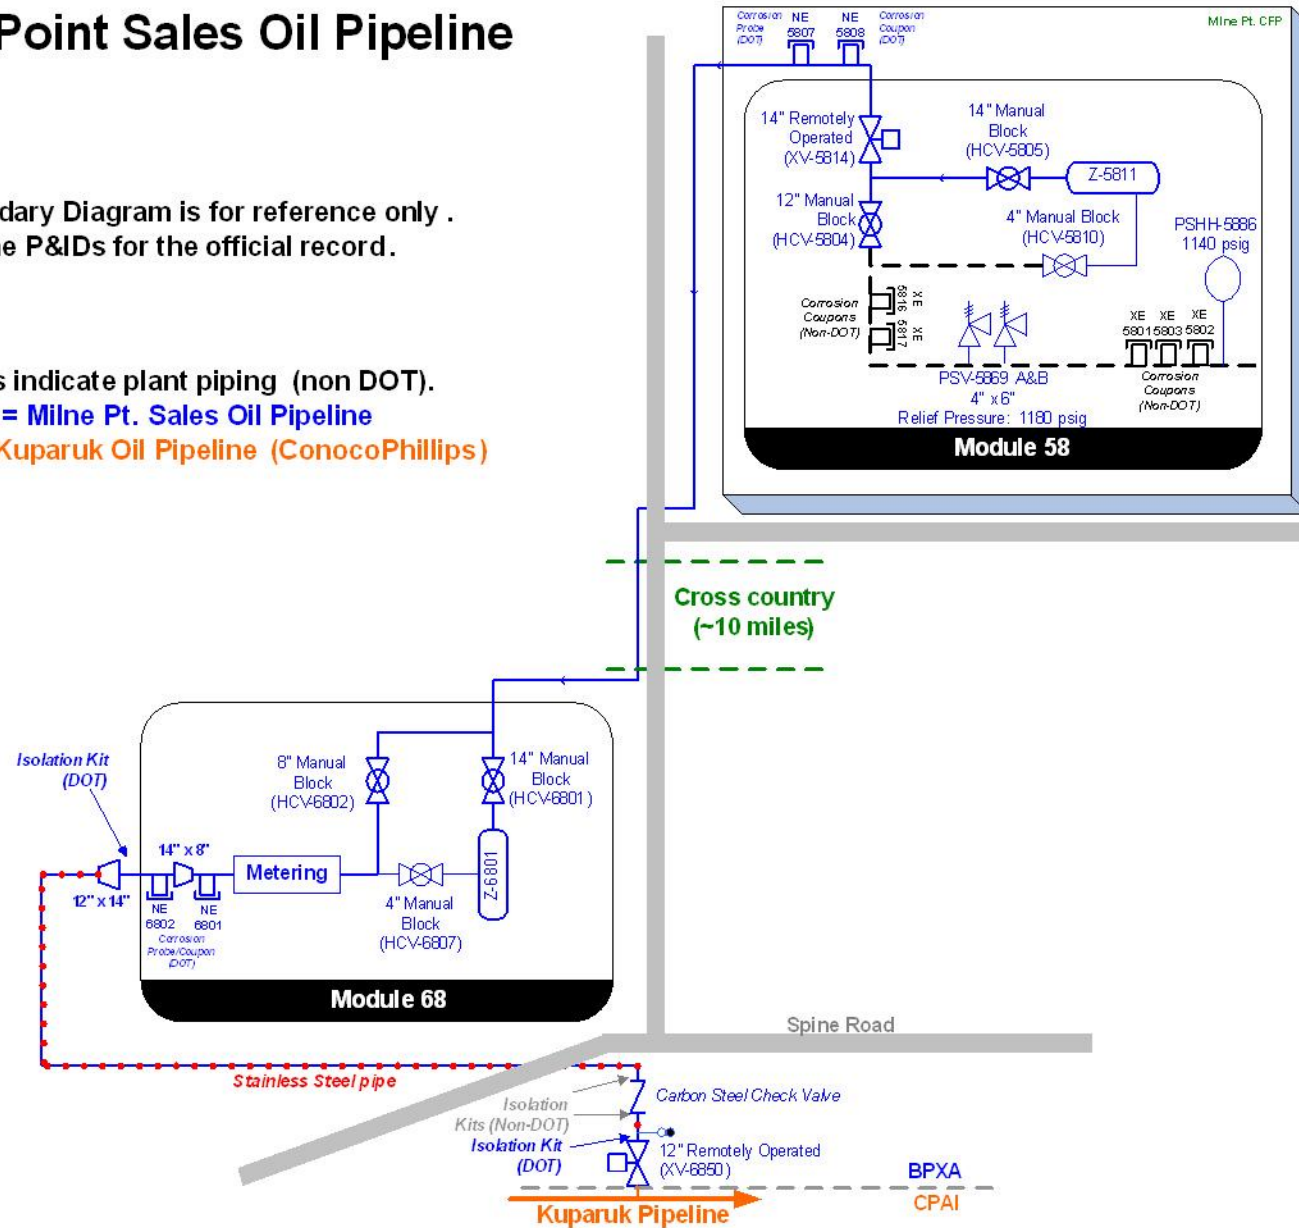 Point Sales Oil Pipeline
dary Diagram is for reference only .
ne P&IDs for the official record.
s indicate plant piping (non DOT).
= Milne Pt. Sales Oil Pipeline
Kuparuk Oil Pipeline (ConocoPhillips)
Milne Pt. CFP
Corrosion
Probe
(DOT)
NE
5807
NE
5808
Corrosion
Coupon
(DOT)
14" Remotely
Operated
(XV-5814)
14" Manual
Block
(HCV-5805)
Z-5811
12" Manual
Block
(HCV-5804)
4" Manual Block
(HCV-5810)
PSHH-5886
1140 psig
Corrosion
Coupons
(Non-DOT)
XE
5816
XE
5817
XE
5801
XE
5803
XE
5802
Corrosion
Coupons
(Non-DOT)
PSV-5869 A&B
4" x 6"
Relief Pressure: 1180 psig
Module 58
Cross country
(~10 miles)
Isolation Kit
(DOT)
8" Manual
Block
(HCV-6802)
14" Manual
Block
(HCV-6801)
14" x 8"
Metering
Z-6801
12" x 14"
NE
6802
NE
6801
Corrosion
Probe/Coupon
(DOT)
4" Manual
Block
(HCV-6807)
Module 68
Spine Road
Stainless Steel pipe
Isolation
Kits (Non-DOT)
Carbon Steel Check Valve
Isolation Kit
(DOT)
12" Remotely Operated
(XV-6850)
BPXA
CPAI
Kuparuk Pipeline